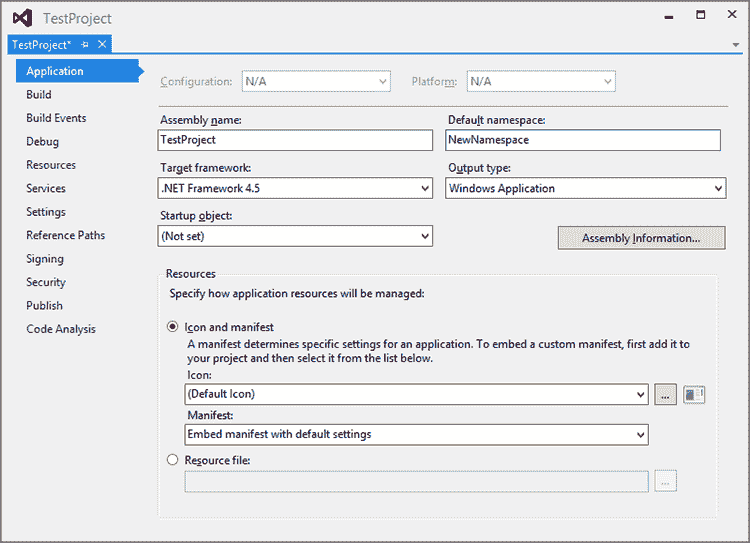 TestProject
TestProject*
Application
Build
Build Events
Debug
Resources
Services
Settings
Reference Paths
Signing
Security
Publish
Code Analysis
Configuration: N/A Platform: N/A
Assembly name: Default namespace:
TestProject NewNamespace
Target framework: Output type:
.NET Framework 4.5 Windows Application
Startup object:
(Not set) Assembly Information...
Resources
Specify how application resources will be managed:
Icon and manifest
A manifest determines specific settings for an application. To embed a custom manifest, first add it to
your project and then select it from the list below.
Icon:
(Default Icon) ...
Manifest:
Embed manifest with default settings
Resource file:
...